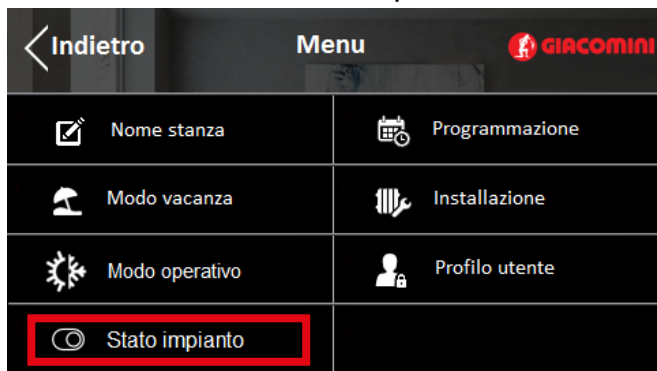 Indietro Menu GIACOMINI
Nome stanza Programmazione
Modo vacanza Installazione
Modo operativo Profilo utente
Stato impianto